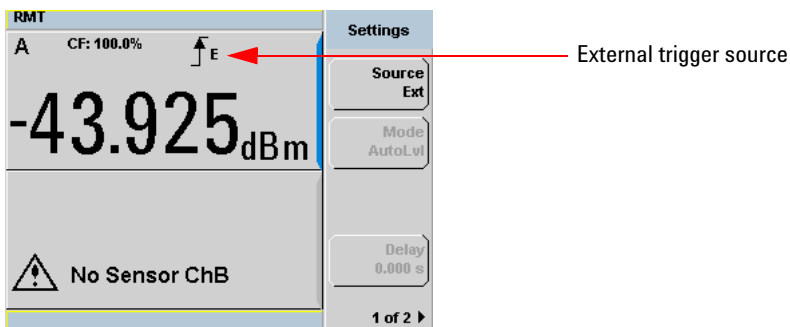 RMT
A CF: 100.0% E
-43.925dBm
No Sensor ChB
Settings
Source
Ext
Mode
AutoLvl
Delay
0.000 s
1 of 2
External trigger source